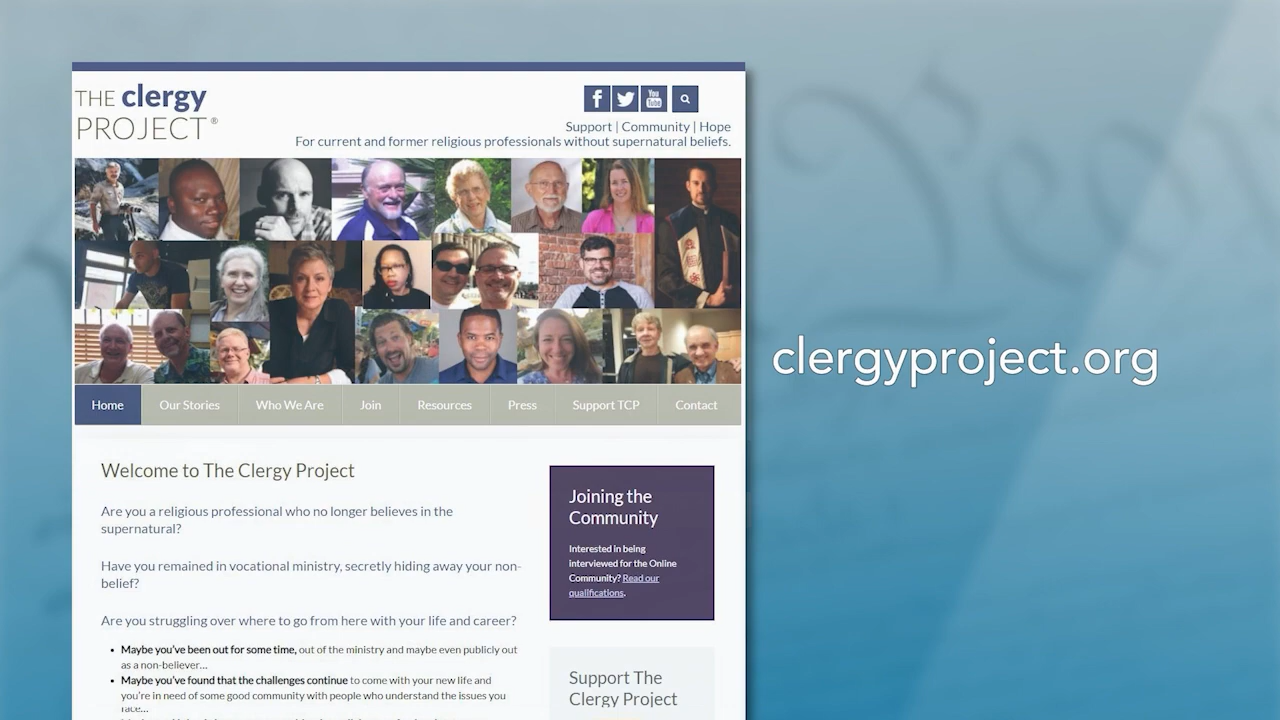 THE clergy
PROJECT®
You
Tube
Support | Community | Hope
For current and former religious professionals without supernatural beliefs.
Home Our Stories Who We Are Join Resources Press Support TCP Contact
clergyproject.org
Welcome to The Clergy Project
Are you a religious professional who no longer believes in the
supernatural?
Have you remained in vocational ministry, secretly hiding away your non-
belief?
Are you struggling over where to go from here with your life and career?
• Maybe you've been out for some time, out of the ministry and maybe even publicly out
as a non-believer...
• Maybe you've found that the challenges continue to come with your new life and
you're in need of some good community with people who understand the issues you
face...
Joining the
Community
Interested in being
interviewed for the Online
Community? Read our
qualifications.
Support The
Clergy Project